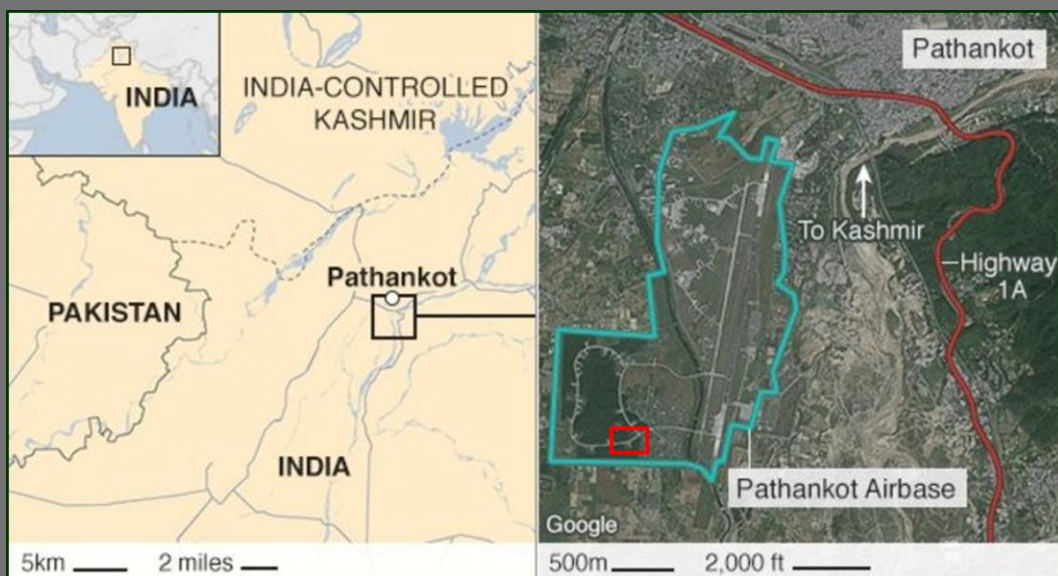 INDIA
INDIA-CONTROLLED
KASHMIR
Pathankot
PAKISTAN
INDIA
5km
2 miles
Pathankot
To Kashmir
Highway
1A
Pathankot Airbase
Google
500m
2,000 ft